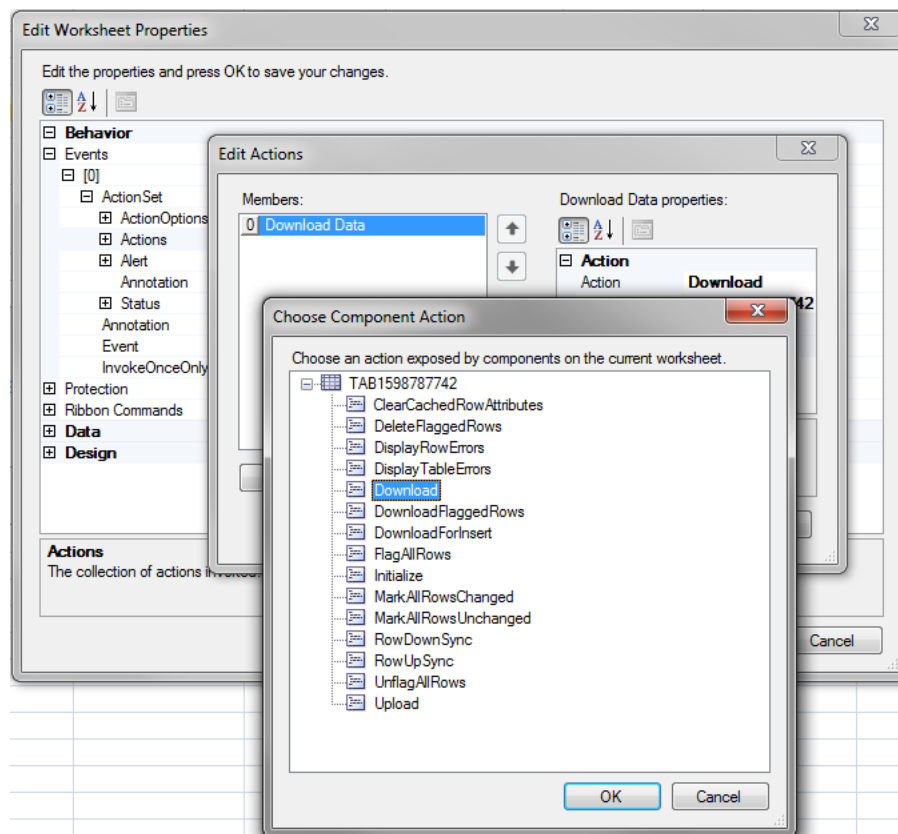 Edit Worksheet Properties
Edit the properties and press OK to save your changes.
A
Z
Behavior
Events
[0]
ActionSet
ActionOptions
Actions
Alert
Annotation
Status
Annotation
Event
InvokeOnceOnly
Protection
Ribbon Commands
Data
Design
Actions
The collection of actions
Cancel
Edit Actions
Members:
0 Download Data
Download Data properties:
A
Z
Action
Action Download
42
Choose Component Action
Choose an action exposed by components on the current worksheet.
TAB1598787742
ClearCachedRowAttributes
DeleteFlaggedRows
DisplayRowErrors
DisplayTableErrors
Download
DownloadFlaggedRows
DownloadForInsert
FlagAllRows
Initialize
MarkAllRowsChanged
MarkAllRowsUnchanged
RowDownSync
RowUpSync
UnflagAllRows
Upload
OK Cancel